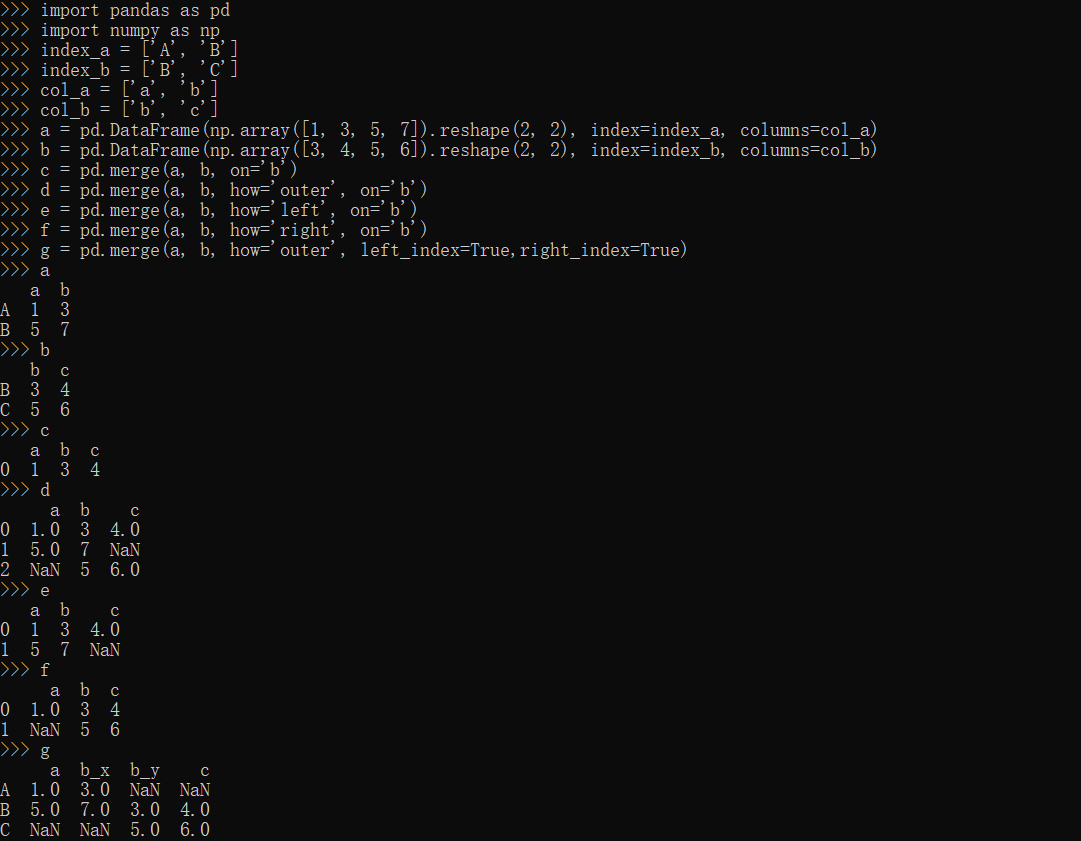 >>> import pandas as pd
>>> import numpy as np
>>> index_a = ['A', 'B']
>>> index_b = ['B', 'C']
>>> col_a = ['a', 'b']
>>> col_b = ['b', 'c']
>>> a = pd.DataFrame(np.array([1, 3, 5, 7]).reshape(2, 2), index=index_a, columns=col_a)
>>> b = pd.DataFrame(np.array([3, 4, 5, 6]).reshape(2, 2), index=index_b, columns=col_b)
>>> c = pd.merge(a, b, on='b')
>>> d = pd.merge(a, b, how='outer', on='b')
>>> e = pd.merge(a, b, how='left', on='b')
>>> f = pd.merge(a, b, how='right', on='b')
>>> g = pd.merge(a, b, how='outer', left_index=True,right_index=True)
>>> a
   a  b
A  1  3
B  5  7
>>> b
   b  c
B  3  4
C  5  6
>>> c
   a  b  c
0  1  3  4
>>> d
     a  b    c
0  1.0  3  4.0
1  5.0  7  NaN
2  NaN  5  6.0
>>> e
   a  b    c
0  1  3  4.0
1  5  7  NaN
>>> f
     a  b  c
0  1.0  3  4
1  NaN  5  6
>>> g
     a  b_x  b_y    c
A  1.0  3.0  NaN  NaN
B  5.0  7.0  3.0  4.0
C  NaN  NaN  5.0  6.0